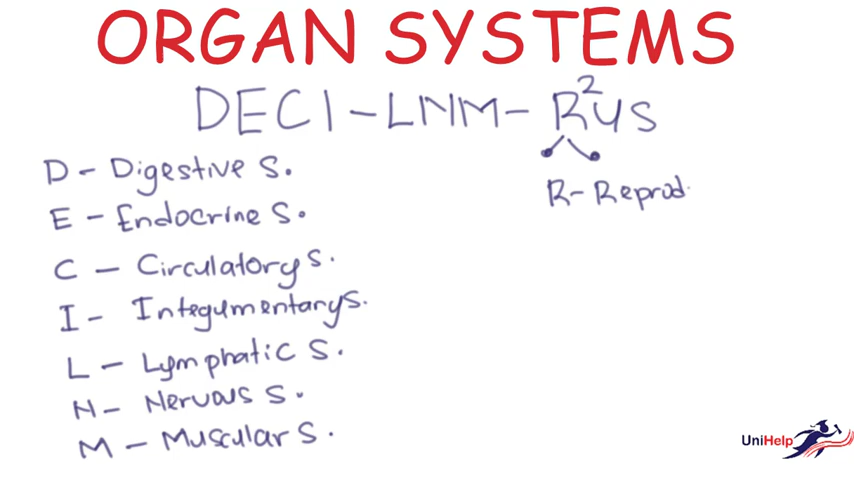 ORGAN SYSTEMS
DECI-LNM-R²US
D - Digestive S.
E - Endocrine S.
C - Circulatory S.
I - Integumentary S.
L - Lymphatic S.
N - Nervous S.
M - Muscular S.
R- Reprod
UniHelp